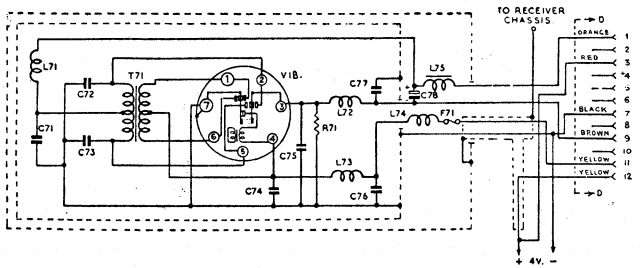 TO RECEIVER
CHASSIS.
D
ORANGE 1
2
RED 3
*4
5
6
BLACK 7
8
BROWN 9
10
YELLOW 11
YELLOW 12
D
L71
C72
T71
C71
C73
1
2
VIB.
3
7
6
4
5
C75
R71
C74
L72
C77
L73
C76
+
C78
L75
L74
F71
+ 4V. -